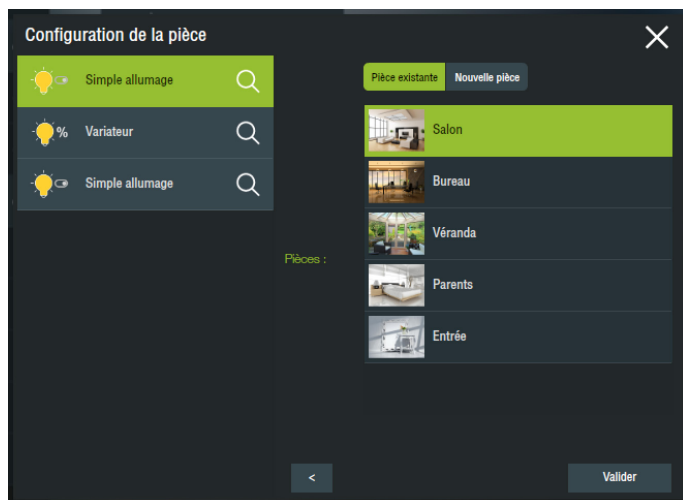 Configuration de la pièce
Simple allumage
% Variateur
Simple allumage
Pièce existante Nouvelle pièce
Pièces :
Salon
Bureau
Véranda
Parents
Entrée
< Valider